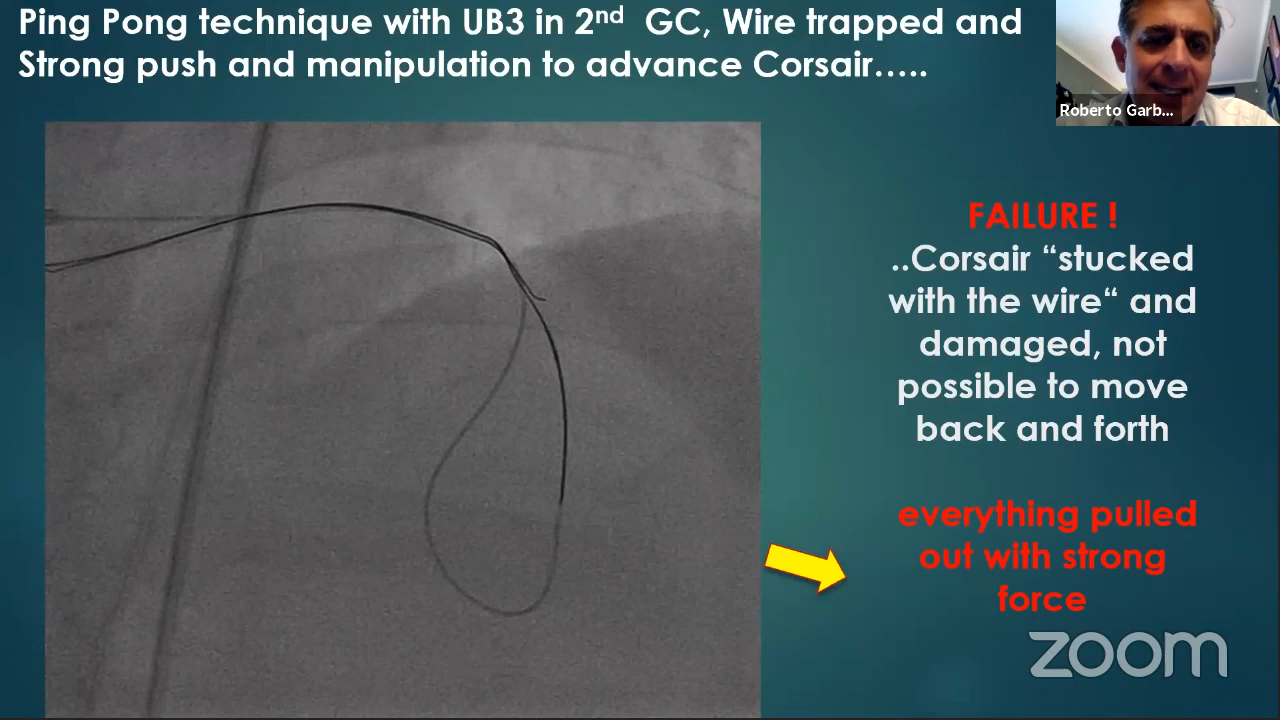 Ping Pong technique with UB3 in 2nd GC, Wire trapped and
Strong push and manipulation to advance Corsair…..
Roberto Garb...
FAILURE !
..Corsair “stucked
with the wire“ and
damaged, not
possible to move
back and forth
everything pulled
out with strong
force
zoom